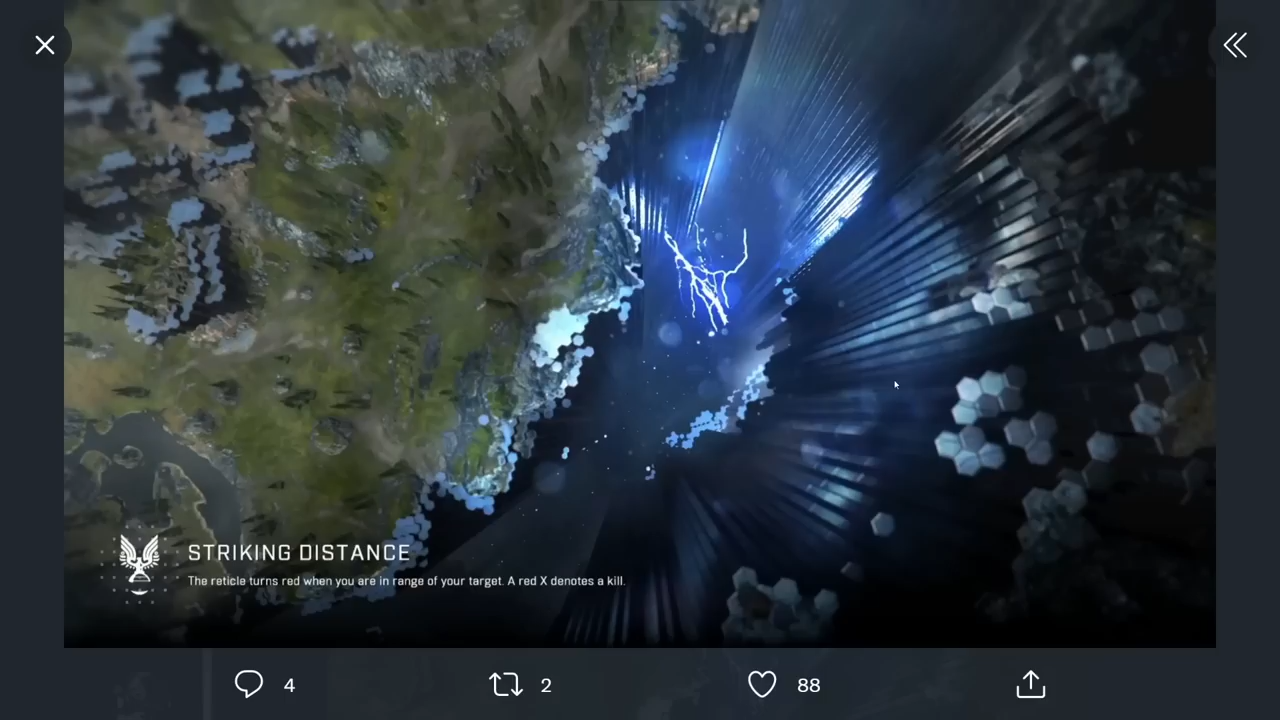 STRIKING DISTANCE
The reticle turns red when you are in range of your target. A red X denotes a kill.
4
2
88